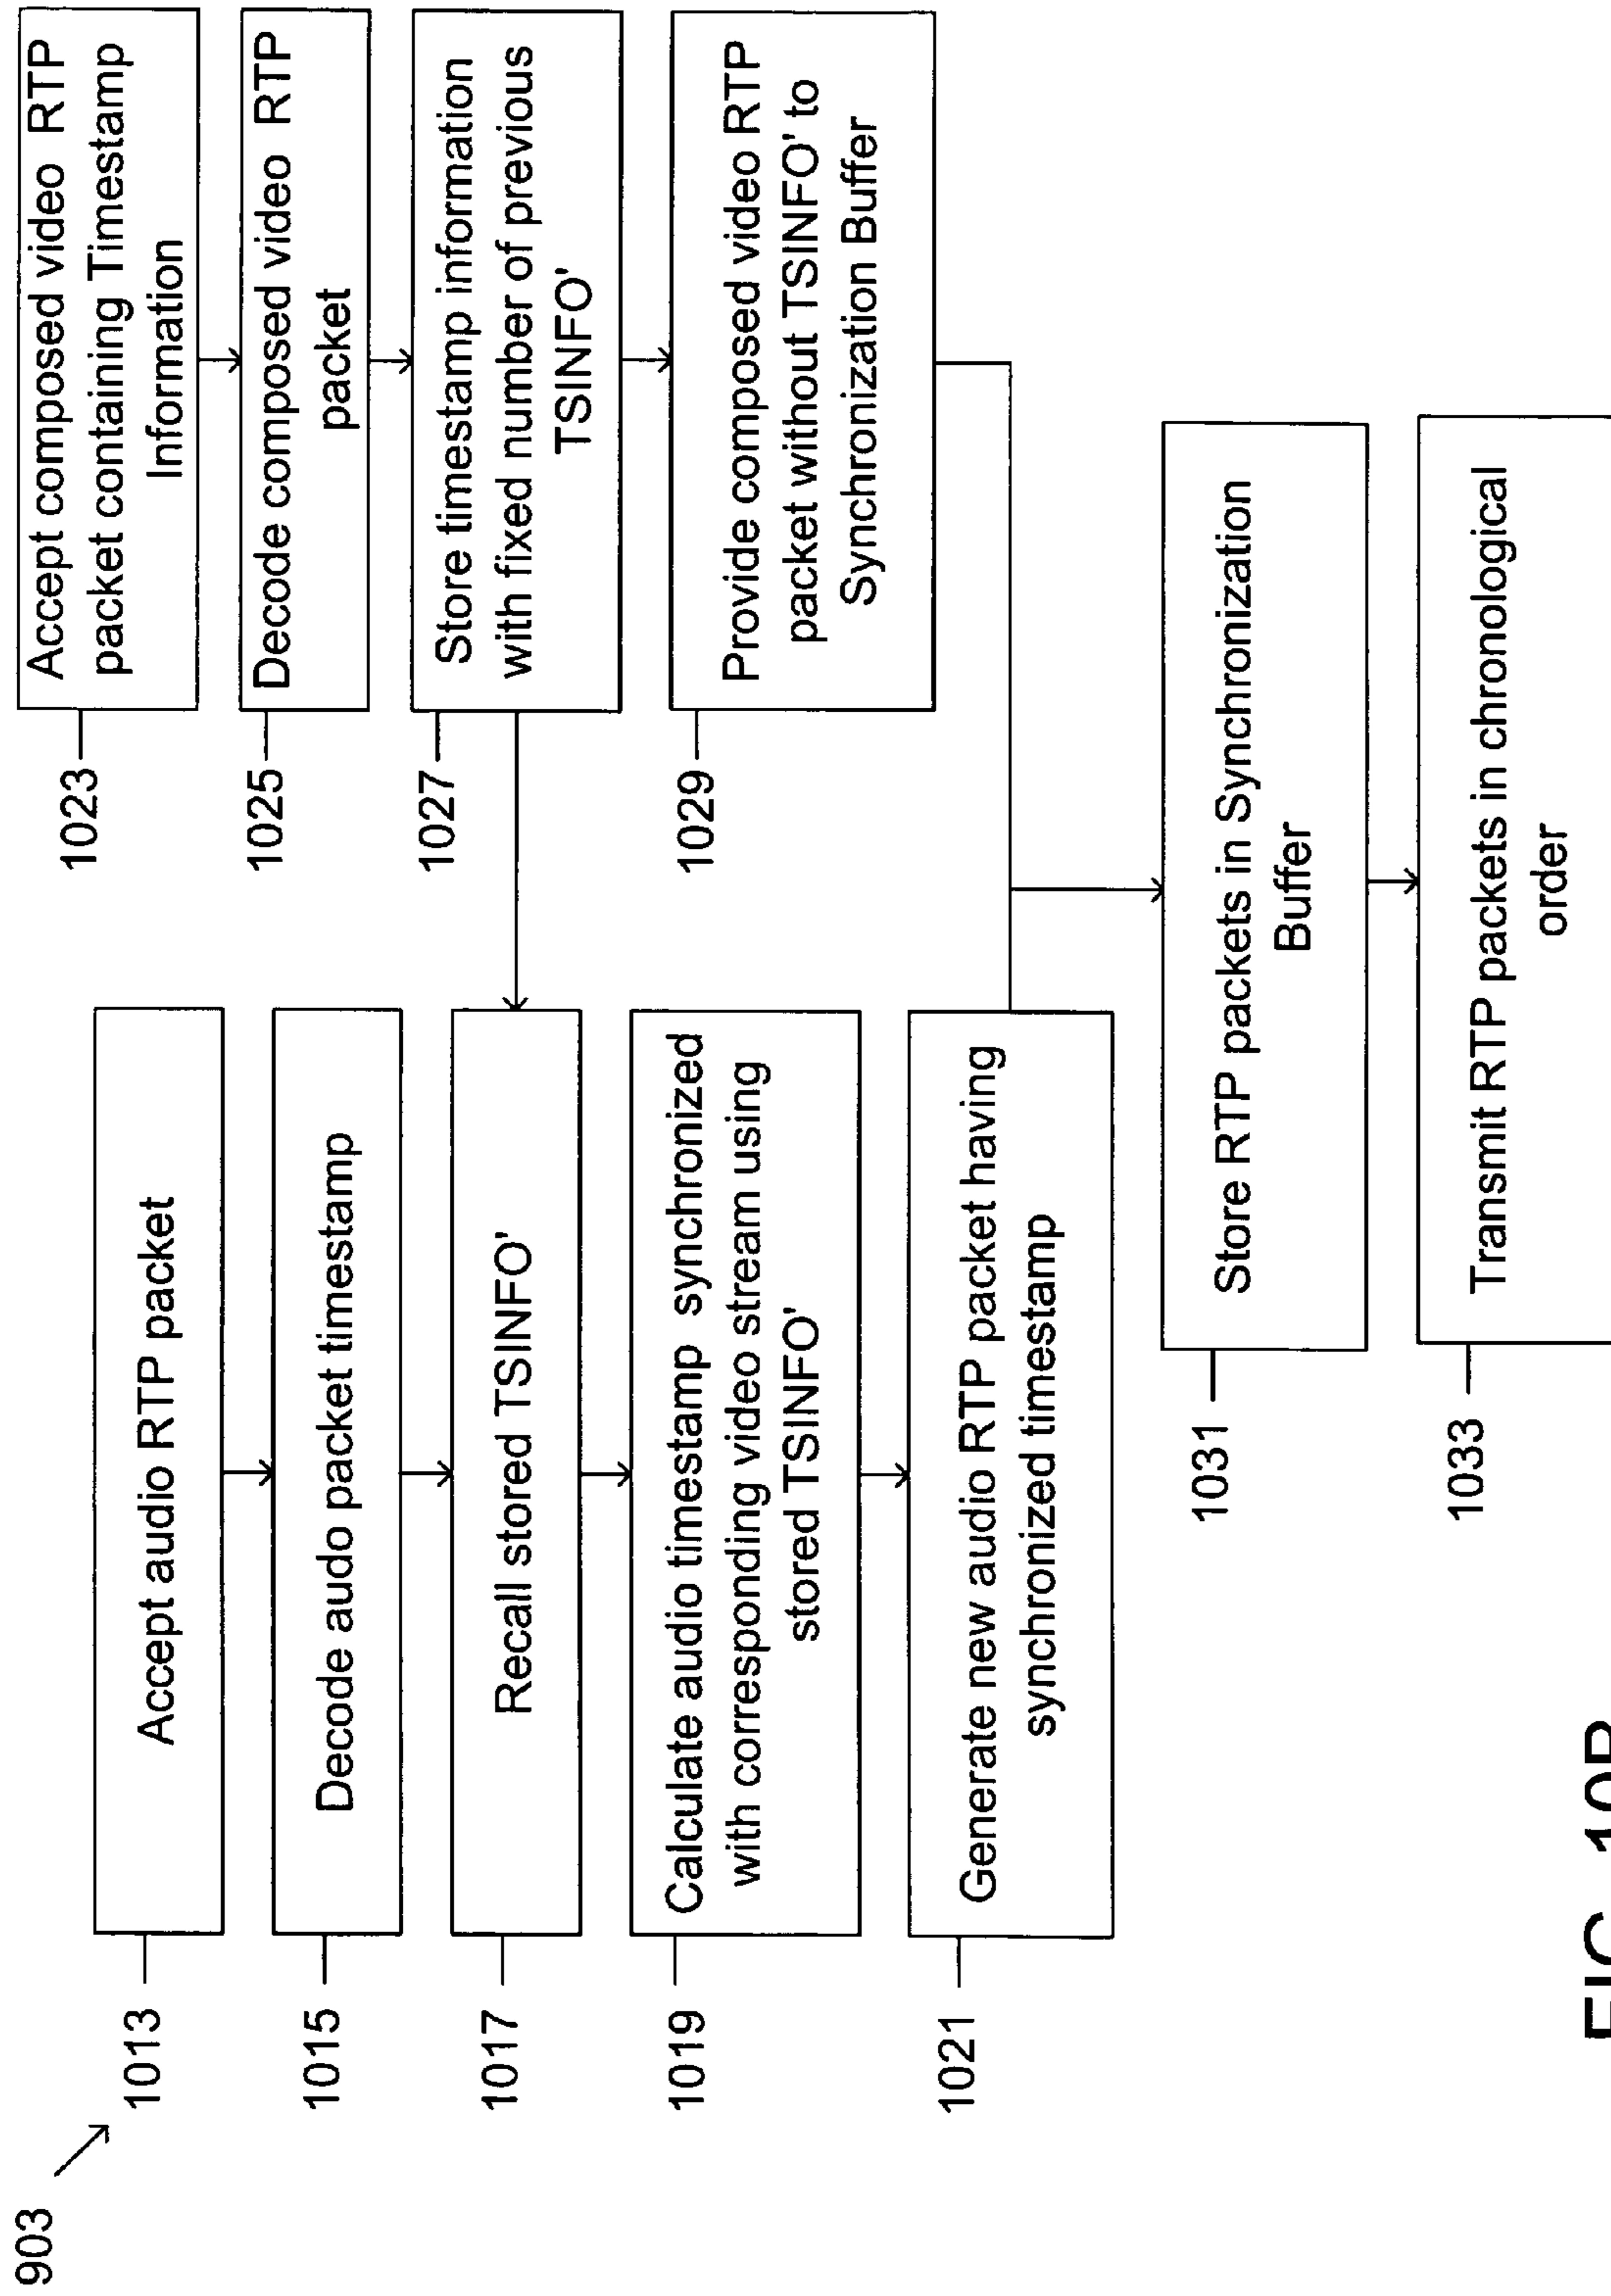 903
1013
Accept audio RTP packet
1015
Decode audo packet timestamp
1017
Recall stored TSINFO'
1019
Calculate audio timestamp synchronized
with corresponding video stream using
stored TSINFO'
1021
Generate new audio RTP packet having
synchronized timestamp
1023
Accept composed video RTP
packet containing Timestamp
Information
1025
Decode composed video RTP
packet
1027
Store timestamp information
with fixed number of previous
TSINFO'
1029
Provide composed video RTP
packet without TSINFO' to
Synchronization Buffer
1031
Store RTP packets in Synchronization
Buffer
1033
Transmit RTP packets in chronological
order
FIG. 10B